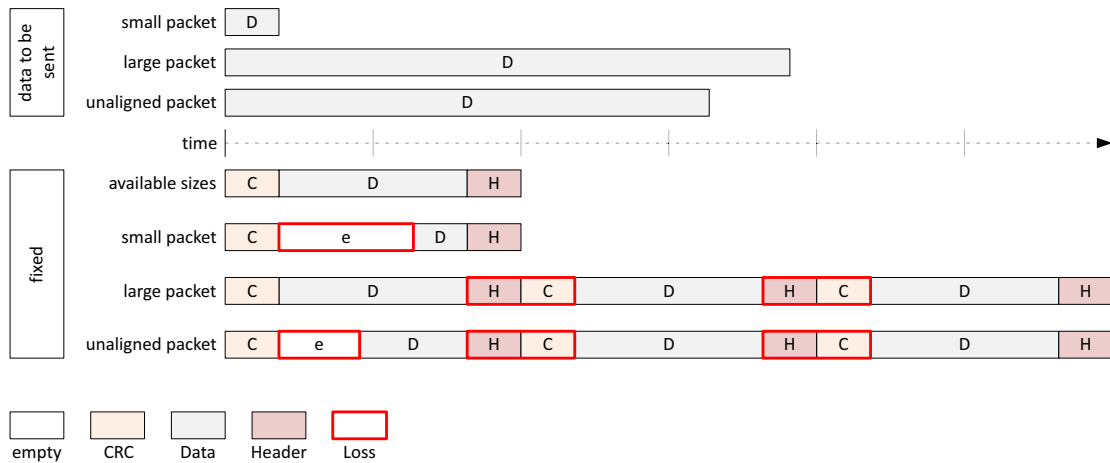 data to be
sent
small packet
D
large packet
D
unaligned packet
D
time
fixed
available sizes
C D H
small packet
C e D H
large packet
C D H C D H C D H
unaligned packet
C e D H C D H C D H
empty CRC Data Header Loss